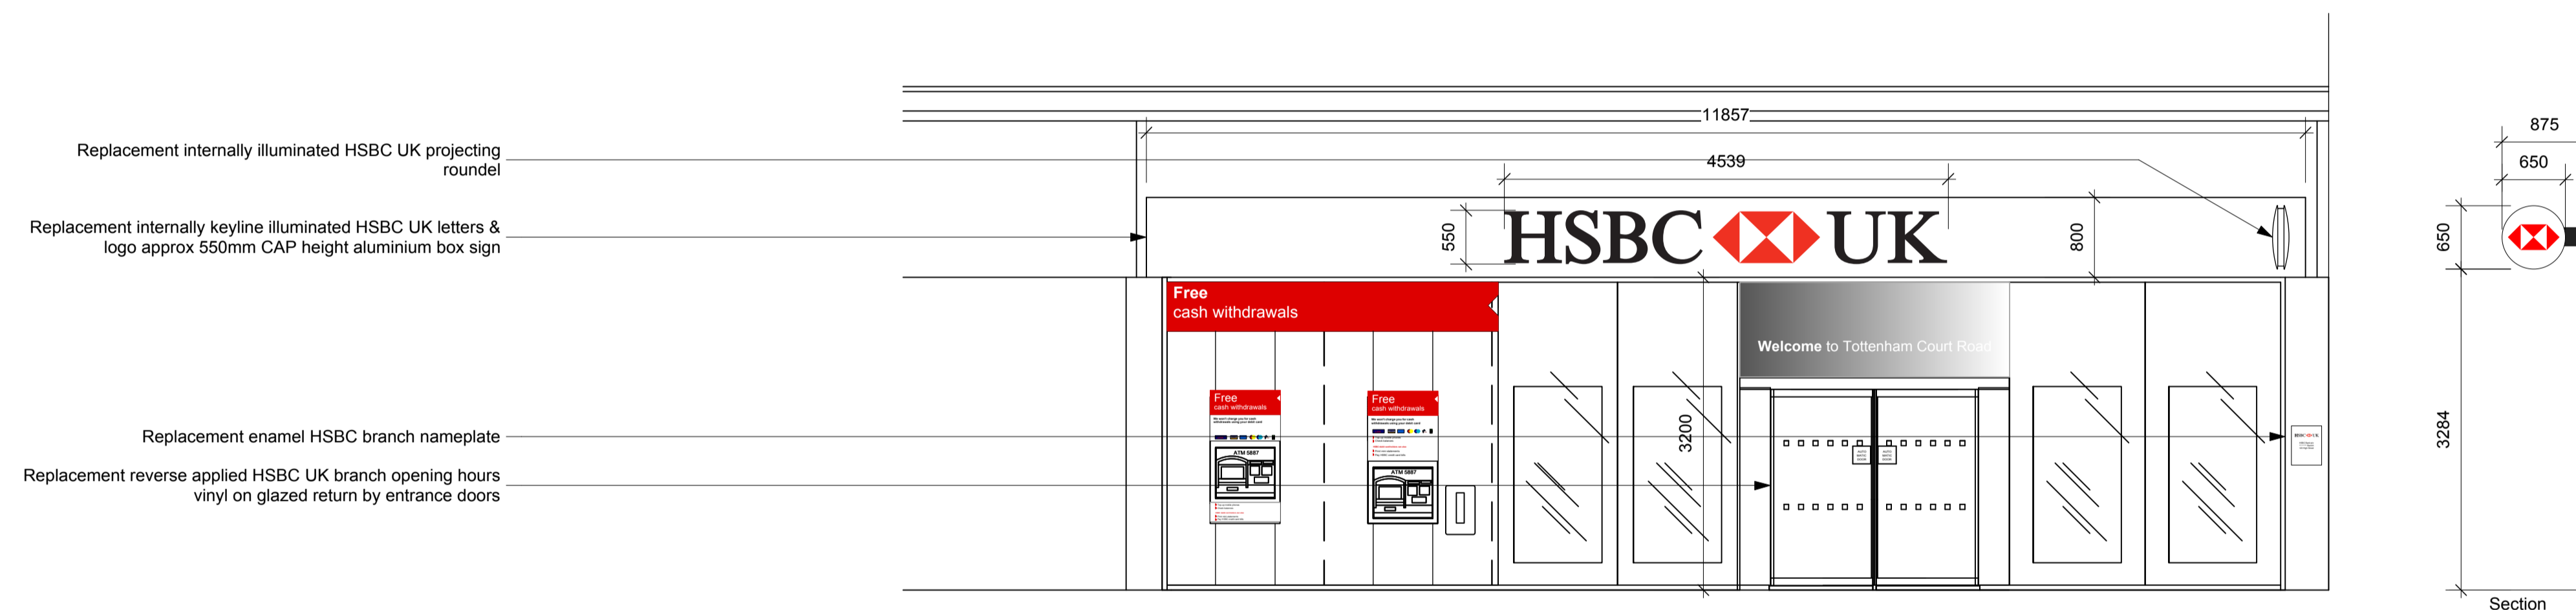 11857
875
Replacement internally illuminated HSBC UK projecting
roundel
4539
650
Replacement internally keyline illuminated HSBC UK letters &
logo approx 550mm CAP height aluminium box sign
550
HSBC UK
800
650
Free
cash withdrawals
Welcome to Tottenham Court Road
Free
cash withdrawals
Free
cash withdrawals
Replacement enamel HSBC branch nameplate
3200
3284
ATM 5887
ATM 5887
Replacement reverse applied HSBC UK branch opening hours
vinyl on glazed return by entrance doors
Section